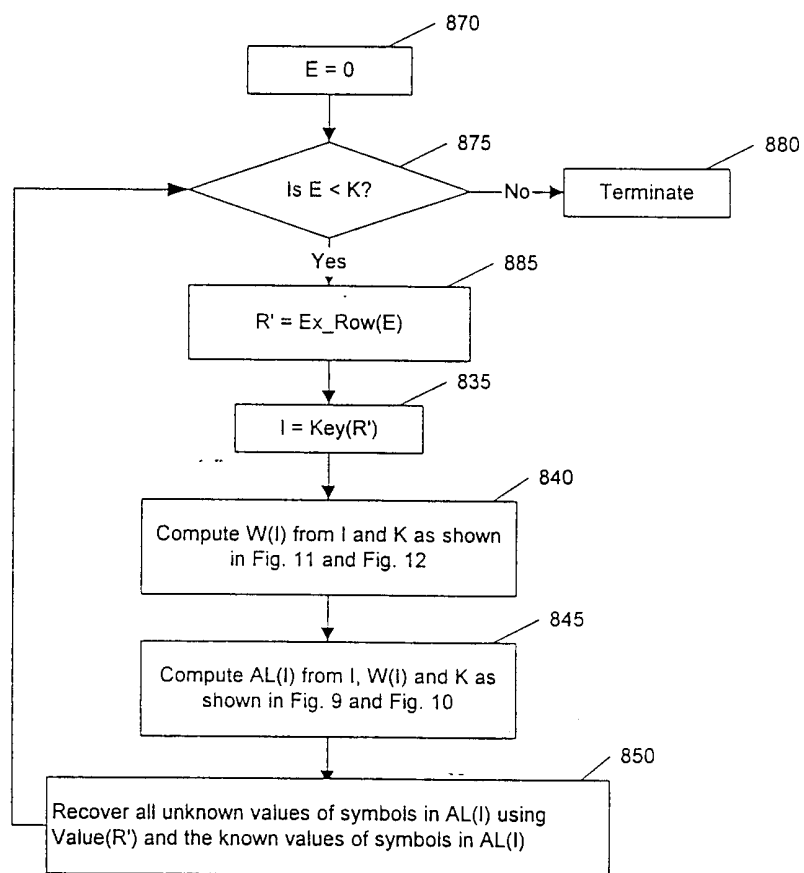 870
E = 0
875
Is E < K?
880
No
Terminate
Yes
885
R' = Ex_Row(E)
835
I = Key(R')
840
Compute W(I) from I and K as shown
in Fig. 11 and Fig. 12
845
Compute AL(I) from I, W(I) and K as
shown in Fig. 9 and Fig. 10
850
Recover all unknown values of symbols in AL(I) using
Value(R') and the known values of symbols in AL(I)